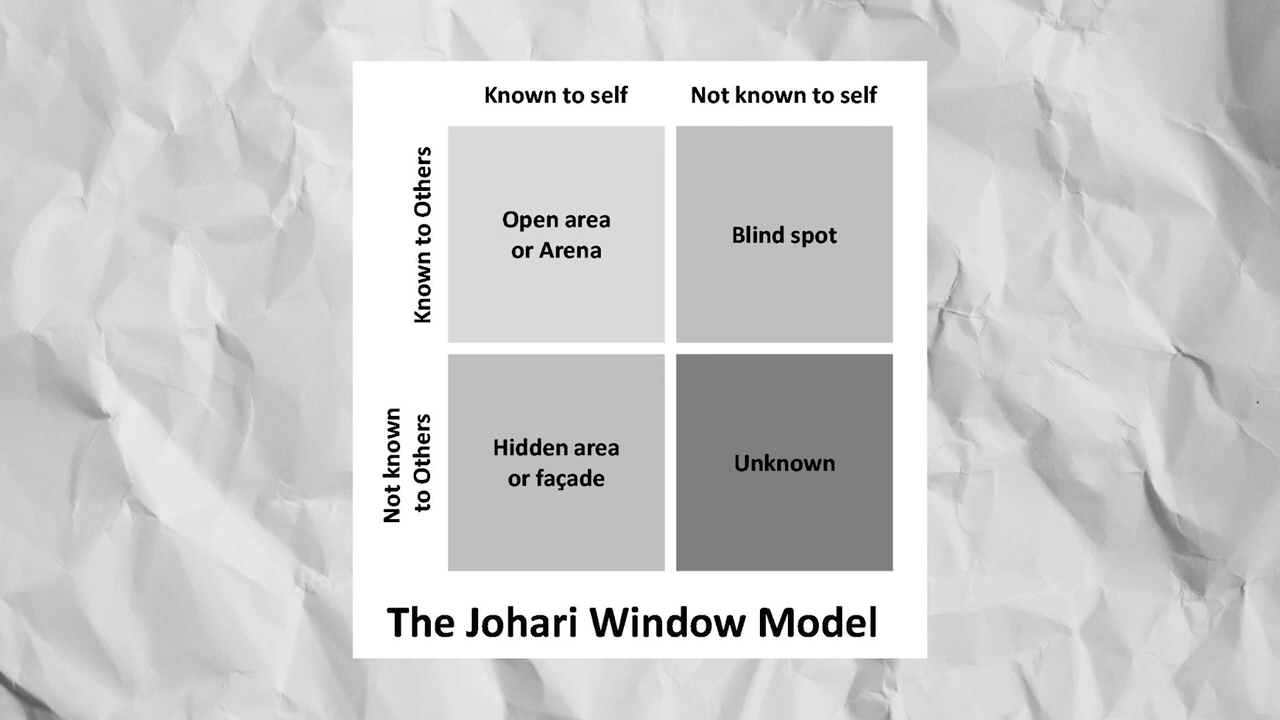 Known to self
Not known to self
Known to Others
Open area
or Arena
Blind spot
Not known
to Others
Hidden area
or façade
Unknown
The Johari Window Model